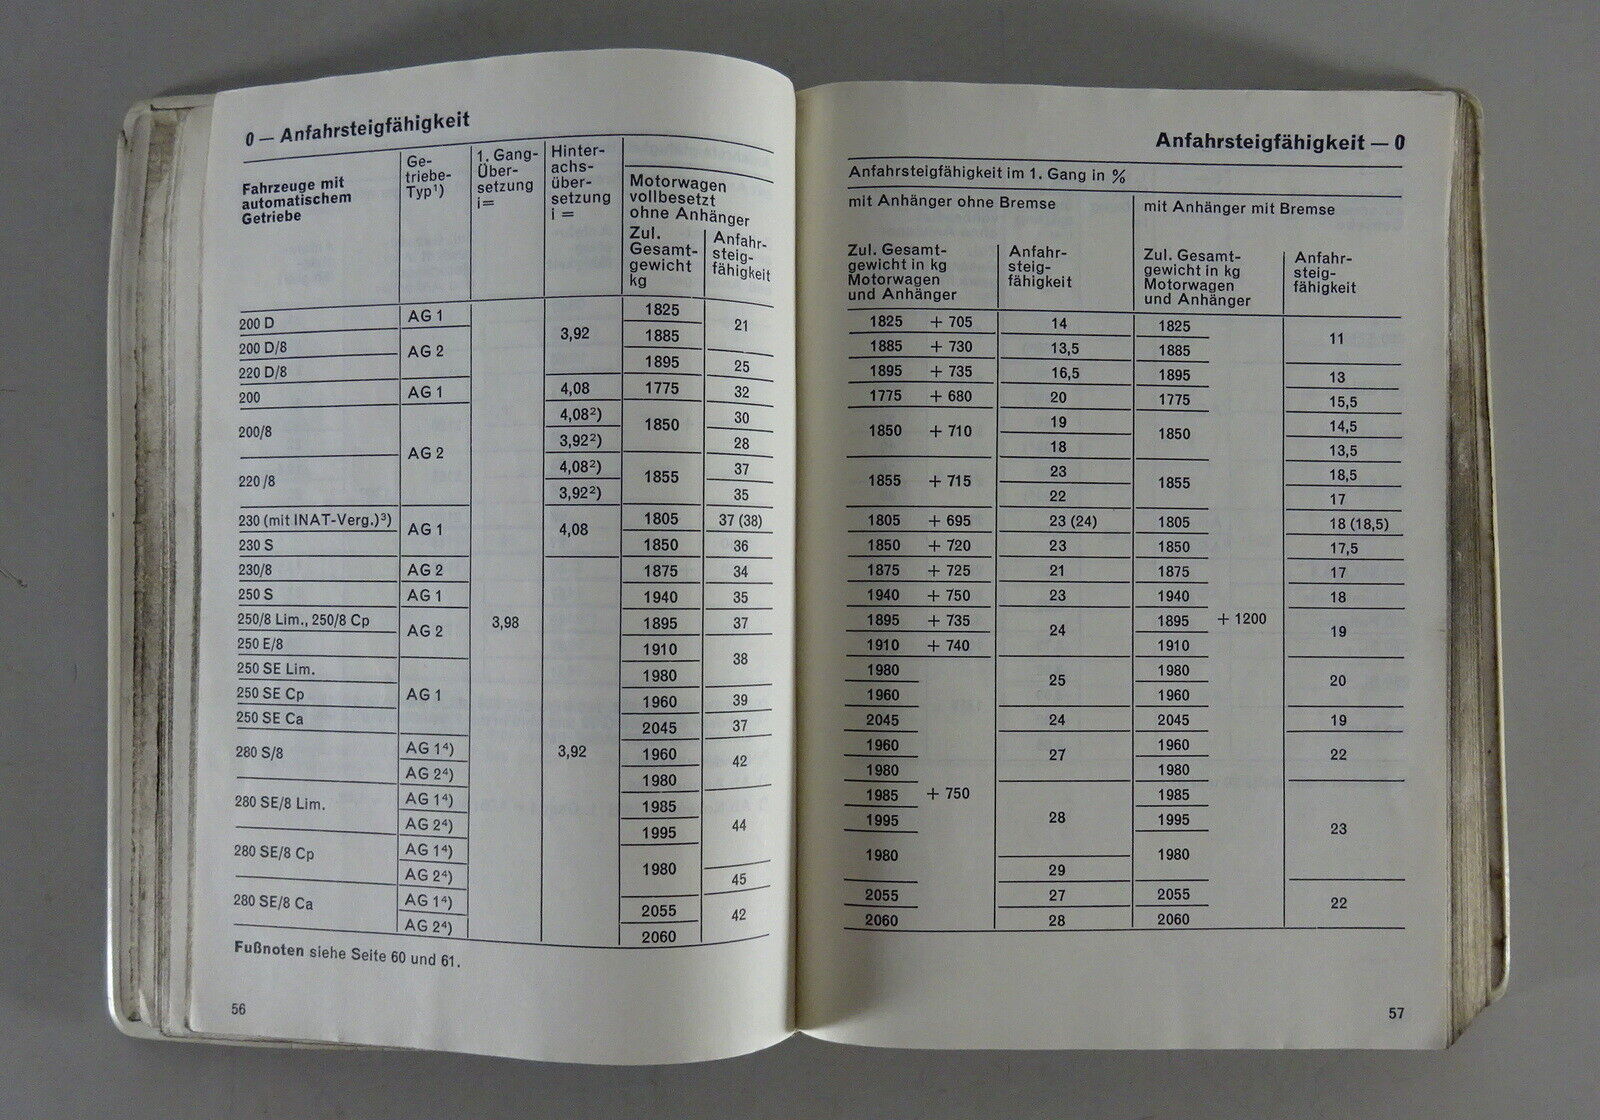 0 — Anfahrsteigfähigkeit
Fahrzeuge mit
automatischem
Getriebe
Ge-
triebe-
Typ¹)
1. Gang-
Über-
setzung
i=
Hinter-
achs-
über-
setzung
i =
Motorwagen
vollbesetzt
ohne Anhänger
Zul.
Gesamt-
gewicht
kg
Anfahr-
steig-
fähigkeit
200 D AG 1 3,92 1825 21
200 D/8 AG 2 1885
220 D/8 1895 25
200 AG 1 4,08 1775 32
200/8 AG 2 4,08²) 1850 30
3,92²) 28
220 /8 4,08²) 1855 37
3,92²) 35
230 (mit INAT-Verg.)³) AG 1 4,08 1805 37 (38)
230 S 1850 36
230/8 AG 2 1875 34
250 S AG 1 1940 35
250/8 Lim., 250/8 Cp AG 2 3,98 1895 37
250 E/8 1910 38
250 SE Lim. AG 1 1980
250 SE Cp 1960 39
250 SE Ca 2045 37
280 S/8 AG 1⁴) 3,92 1960 42
AG 2⁴) 1980
280 SE/8 Lim. AG 1⁴) 1985 44
AG 2⁴) 1995
280 SE/8 Cp AG 1⁴) 1980
AG 2⁴) 45
280 SE/8 Ca AG 1⁴) 2055 42
AG 2⁴) 2060
Fußnoten siehe Seite 60 und 61.
56
Anfahrsteigfähigkeit — 0
Anfahrsteigfähigkeit im 1. Gang in %
mit Anhänger ohne Bremse
mit Anhänger mit Bremse
Zul. Gesamt-
gewicht in kg
Motorwagen
und Anhänger
Anfahr-
steig-
fähigkeit
Zul. Gesamt-
gewicht in kg
Motorwagen
und Anhänger
Anfahr-
steig-
fähigkeit
1825 + 705 14 1825 11
1885 + 730 13,5 1885
1895 + 735 16,5 1895 13
1775 + 680 20 1775 15,5
1850 + 710 19 1850 14,5
18 13,5
1855 + 715 23 1855 18,5
22 17
1805 + 695 23 (24) 1805 18 (18,5)
1850 + 720 23 1850 17,5
1875 + 725 21 1875 17
1940 + 750 23 1940 18
1895 + 735 24 1895 + 1200 19
1910 + 740 1910
1980 25 1980 20
1960 1960
2045 24 2045 19
1960 27 1960 22
1980 1980
1985 + 750 28 1985 23
1995 1995
1980 1980
29
2055 27 2055 22
2060 28 2060
57